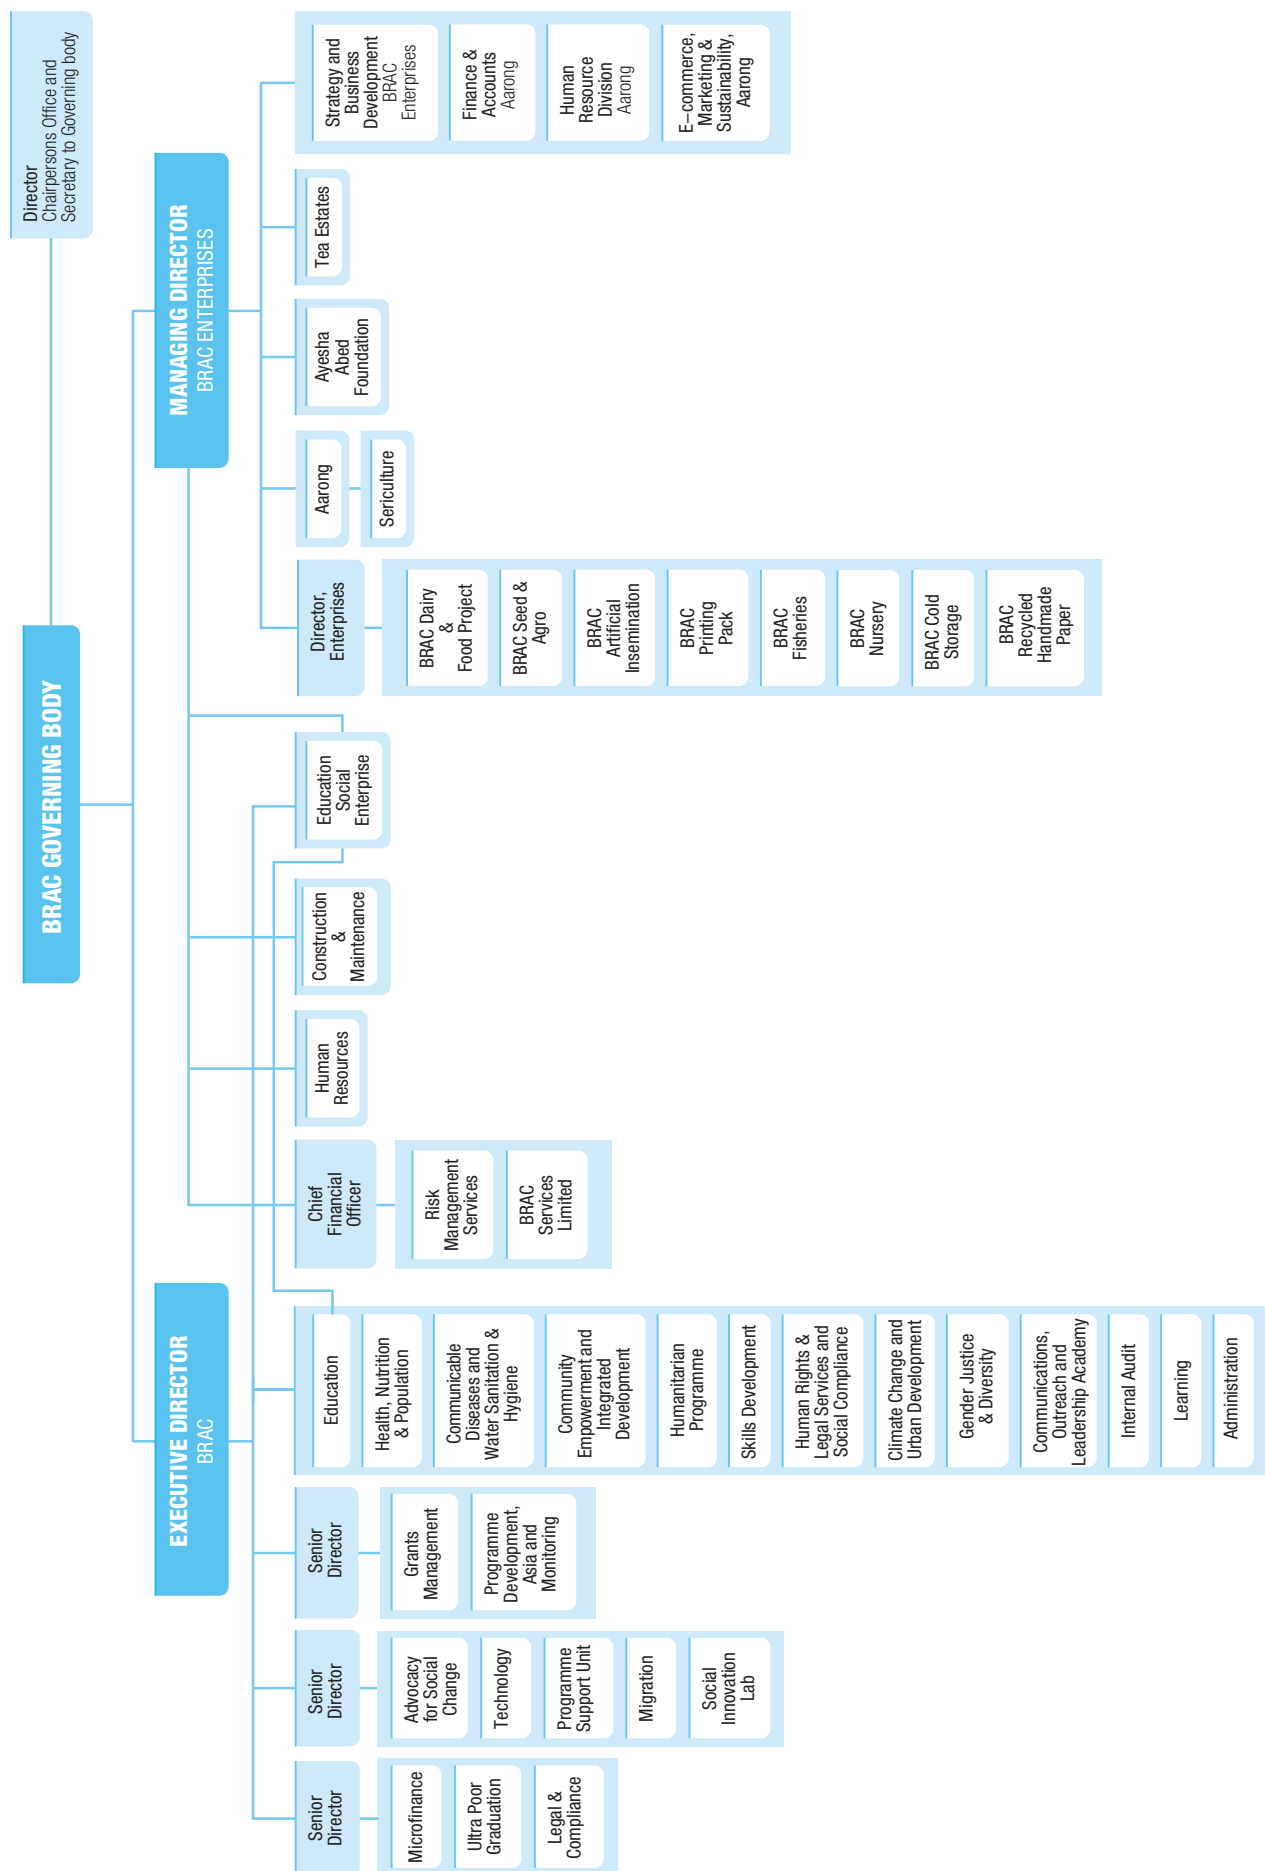 BRAC GOVERNING BODY
Director
Chairpersons Office and
Secretary to Governing body
EXECUTIVE DIRECTOR
BRAC
MANAGING DIRECTOR
BRAC ENTERPRISES
Senior
Director
Microfinance
Ultra Poor
Graduation
Legal &
Compliance
Senior
Director
Advocacy
for Social
Change
Technology
Programme
Support Unit
Migration
Social
Innovation
Lab
Senior
Director
Grants
Management
Programme
Development,
Asia and
Monitoring
Education
Health, Nutrition
& Population
Communicable
Diseases and
Water Sanitation &
Hygiene
Community
Empowerment and
Integrated
Development
Humanitarian
Programme
Skills Development
Human Rights &
Legal Services and
Social Compliance
Climate Change and
Urban Development
Gender Justice
& Diversity
Communications,
Outreach and
Leadership Academy
Internal Audit
Learning
Administration
Chief
Financial
Officer
Risk
Management
Services
BRAC
Services
Limited
Human
Resources
Construction
&
Maintenance
Education
Social
Enterprise
Director,
Enterprises
BRAC Dairy
&
Food Project
BRAC Seed &
Agro
BRAC
Artificial
Insemination
BRAC
Printing
Pack
BRAC
Fisheries
BRAC
Nursery
BRAC Cold
Storage
BRAC
Recycled
Handmade
Paper
Aarong
Sericulture
Ayesha
Abed
Foundation
Tea Estates
Strategy and
Business
Development
BRAC
Enterprises
Finance &
Accounts
Aarong
Human
Resource
Division
Aarong
E–commerce,
Marketing &
Sustainability,
Aarong